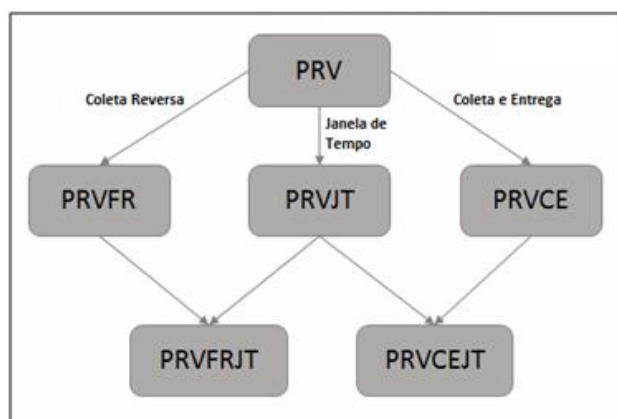 PRV
Coleta Reversa
Coleta e Entrega
Janela de
Tempo
PRVFR
PRVJT
PRVCE
PRVFRJT
PRVCEJT